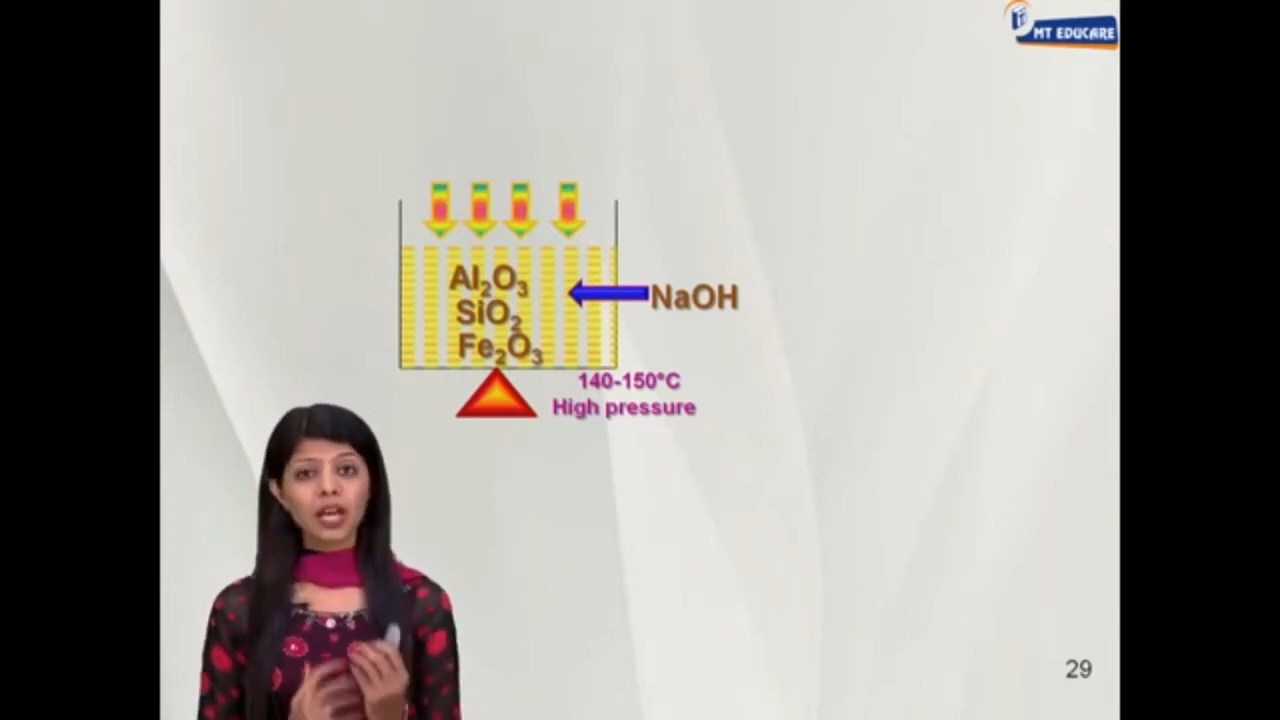 MT EDUCARE
Al₂O₃
SiO₂
Fe₂O₃
NaOH
140-150°C
High pressure
29